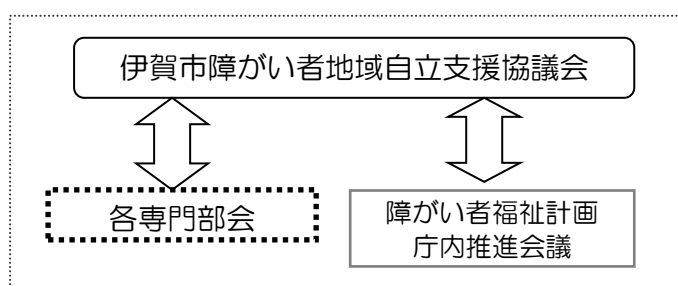 伊賀市障がい者地域自立支援協議会
各専門部会
障がい者福祉計画
庁内推進会議